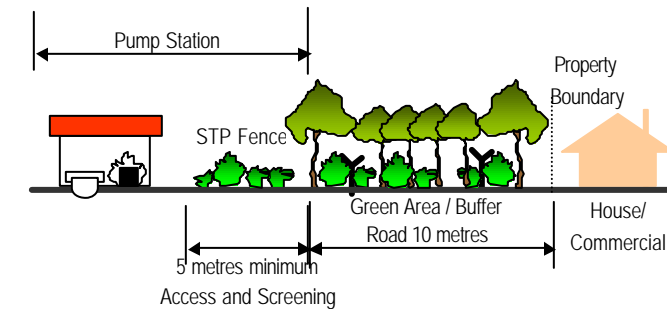 Pump Station
Property
Boundary
STP Fence
Green Area / Buffer
Road 10 metres
House/
Commercial
5 metres minimum
Access and Screening